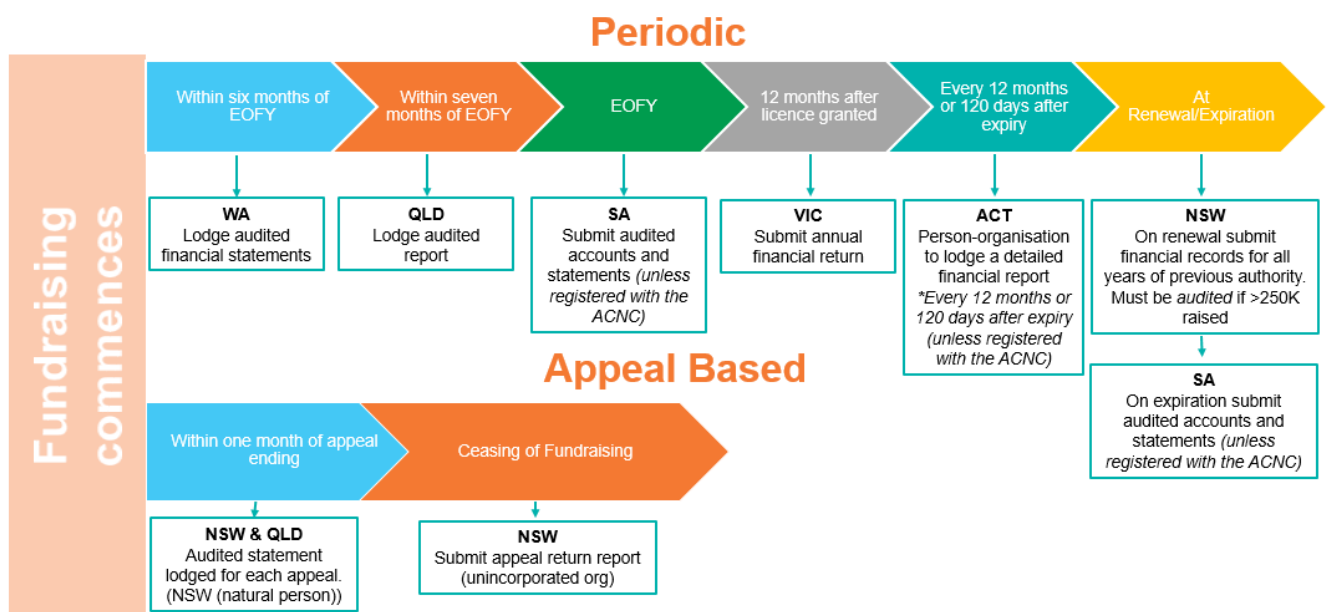 Periodic
Fundraising
commences
Within six months of
EOFY
Within seven
months of EOFY
EOFY
12 months after
licence granted
Every 12 months
or 120 days after
expiry
At
Renewal/Expiration
WA
Lodge audited
financial statements
QLD
Lodge audited
report
SA
Submit audited
accounts and
statements (unless
registered with the
ACNC)
VIC
Submit annual
financial return
ACT
Person-organisation
to lodge a detailed
financial report
*Every 12 months or
120 days after expiry
(unless registered
with the ACNC)
NSW
On renewal submit
financial records for all
years of previous authority.
Must be audited if >250K
raised
SA
On expiration submit
audited accounts and
statements (unless
registered with the ACNC)
Appeal Based
Within one month of appeal
ending
Ceasing of Fundraising
NSW & QLD
Audited statement
lodged for each appeal.
(NSW (natural person))
NSW
Submit appeal return report
(unincorporated org)